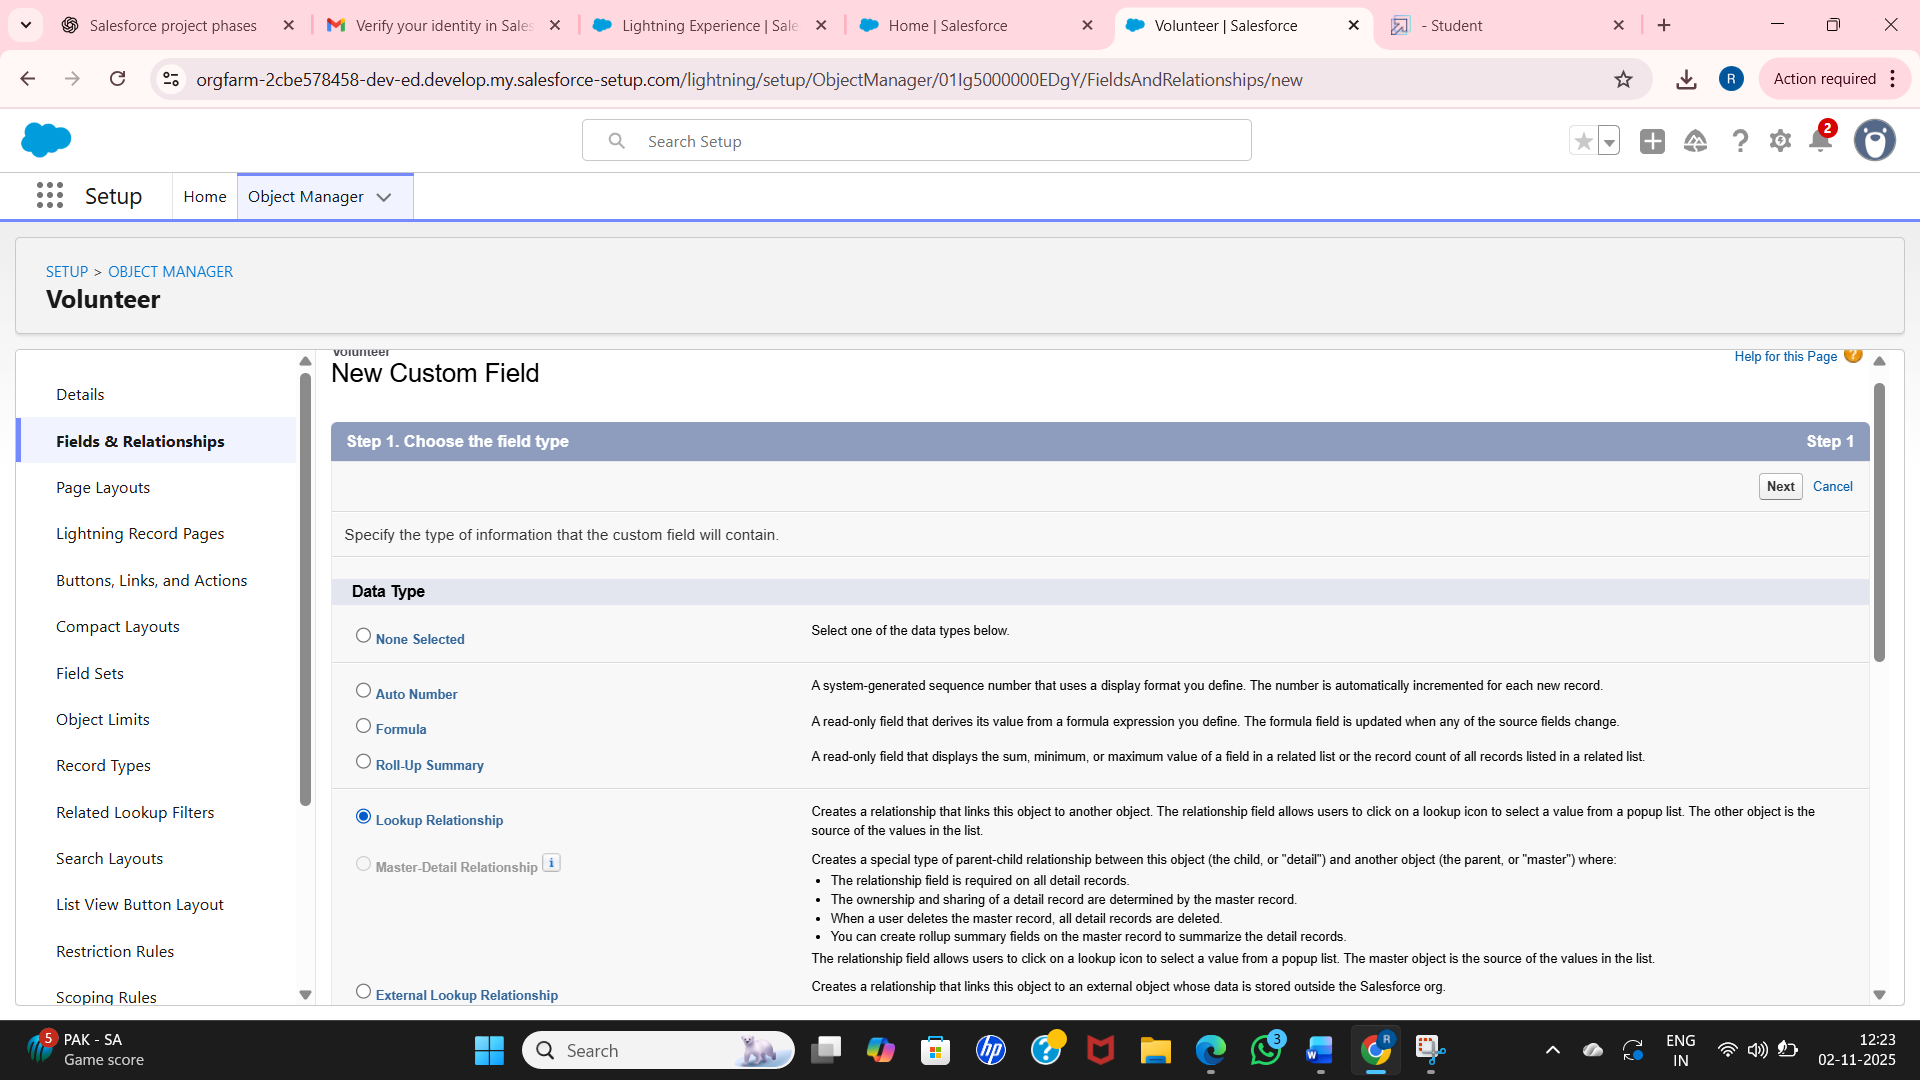 Salesforce project phases
Verify your identity in Sales
Lightning Experience | Sale
Home | Salesforce
Volunteer | Salesforce
- Student
orgfarm-2cbe578458-dev-ed.develop.my.salesforce-setup.com/lightning/setup/ObjectManager/01Ig5000000EDgY/FieldsAndRelationships/new
R
Action required
Search Setup
2
Setup
Home
Object Manager
SETUP > OBJECT MANAGER
Volunteer
Details
Fields & Relationships
Page Layouts
Lightning Record Pages
Buttons, Links, and Actions
Compact Layouts
Field Sets
Object Limits
Record Types
Related Lookup Filters
Search Layouts
List View Button Layout
Restriction Rules
Scoping Rules
Volunteer
New Custom Field
Help for this Page
Step 1. Choose the field type
Step 1
Next
Cancel
Specify the type of information that the custom field will contain.
Data Type
None Selected
Select one of the data types below.
Auto Number
A system-generated sequence number that uses a display format you define. The number is automatically incremented for each new record.
Formula
A read-only field that derives its value from a formula expression you define. The formula field is updated when any of the source fields change.
Roll-Up Summary
A read-only field that displays the sum, minimum, or maximum value of a field in a related list or the record count of all records listed in a related list.
Lookup Relationship
Creates a relationship that links this object to another object. The relationship field allows users to click on a lookup icon to select a value from a popup list. The other object is the
source of the values in the list.
Master-Detail Relationship
i
Creates a special type of parent-child relationship between this object (the child, or "detail") and another object (the parent, or "master") where:
• The relationship field is required on all detail records.
• The ownership and sharing of a detail record are determined by the master record.
• When a user deletes the master record, all detail records are deleted.
• You can create rollup summary fields on the master record to summarize the detail records.
The relationship field allows users to click on a lookup icon to select a value from a popup list. The master object is the source of the values in the list.
External Lookup Relationship
Creates a relationship that links this object to an external object whose data is stored outside the Salesforce org.
5
PAK - SA
Game score
Search
hp
3
W
R
ENG
IN
12:23
02-11-2025